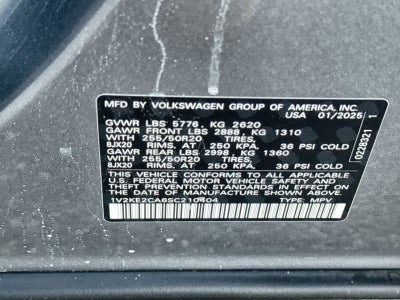 MFD BY VOLKSWAGEN GROUP OF AMERICA, INC.
USA 01/2025
GVWR LBS 5776, KG 2620
GAWR FRONT LBS 2888, KG 1310
WITH 255/50R20 TIRES,
8JX20 RIMS, AT 250 KPA, 36 PSI COLD
GAWR REAR LBS 2998, KG 1360
WITH 255/50R20 TIRES,
8JX20 RIMS, AT 250 KPA, 36 PSI COLD
THIS VEHICLE CONFORMS TO ALL APPLICABLE
FEDERAL MOTOR VEHICLE SAFETY AND THEFT
PREVENTION STANDARDS IN EFFECT ON THE DATE
OF MANUFACTURE SHOWN ABOVE.
1V2KE2CA6SC210404 TYPE: MPV
0228321 1